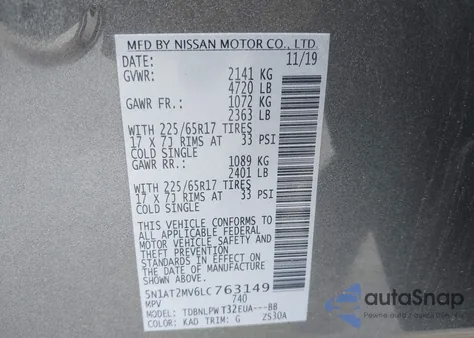 MFD BY NISSAN MOTOR CO., LTD.
DATE: 11/19
GVWR: 2141 KG
4720 LB
GAWR FR.: 1072 KG
2363 LB
WITH 225/65R17 TIRES
17 X 7J RIMS AT 33 PSI
COLD SINGLE
GAWR RR.: 1089 KG
2401 LB
WITH 225/65R17 TIRES
17 X 7J RIMS AT 33 PSI
COLD SINGLE
THIS VEHICLE CONFORMS TO
ALL APPLICABLE FEDERAL
MOTOR VEHICLE SAFETY
AND THEFT PREVENTION
STANDARDS IN EFFECT ON
THE DATE OF MANUFACTURE
SHOWN ABOVE.
5N1AT2MV6LC763149
MPV 740
MODEL: TDBNLPW T32EUA---BB
COLOR: KAD TRIM: G Z530A
autoSnap